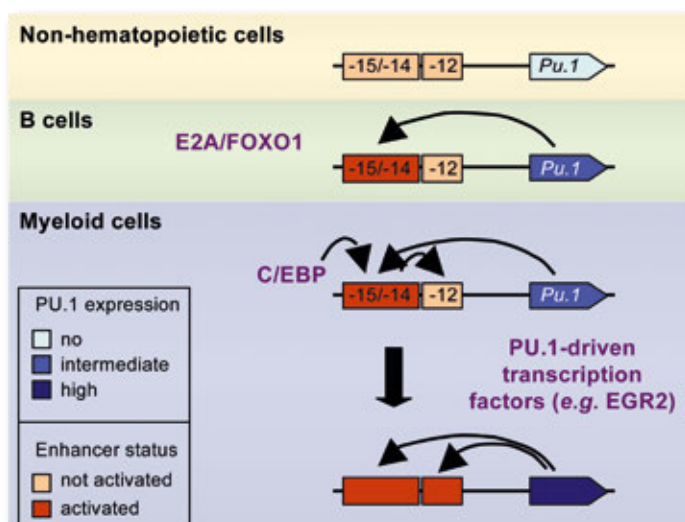 Non-hematopoietic cells
-15/-14 -12 Pu.1
B cells
E2A/FOXO1
-15/-14 -12 Pu.1
Myeloid cells
C/EBP
-15/-14 -12 Pu.1
PU.1 expression
no
intermediate
high
PU.1-driven
transcription
factors (e.g. EGR2)
Enhancer status
not activated
activated